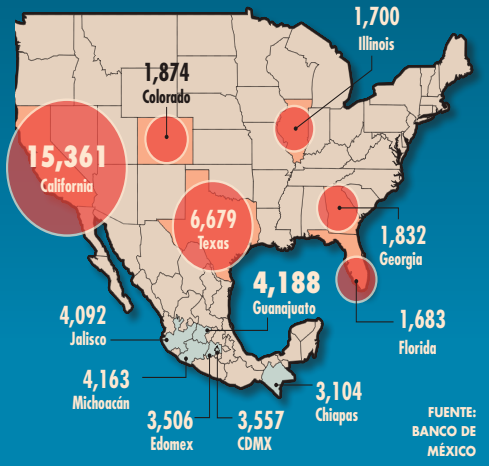 1,700
Illinois
1,874
Colorado
15,361
California
6,679
Texas
1,832
Georgia
4,188
Guanajuato
4,092
Jalisco
1,683
Florida
4,163
Michoacán
3,104
Chiapas
3,506
Edomex
3,557
CDMX
FUENTE:
BANCO DE
MÉXICO